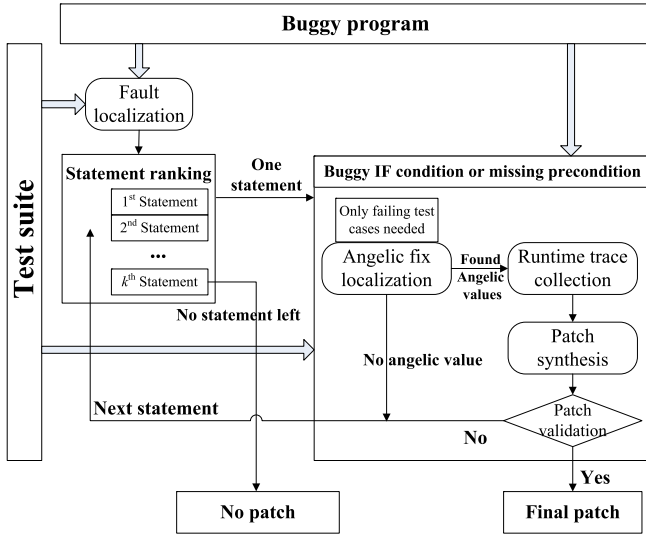 Buggy program
Test suite
Fault
localization
Statement ranking
1st Statement
2nd Statement
...
kth Statement
One
statement
No statement left
Next statement
Buggy IF condition or missing precondition
Only failing test
cases needed
Angelic fix
localization
Found
Angelic
values
Runtime trace
collection
Patch
synthesis
No angelic value
Patch
validation
No
Yes
No patch
Final patch